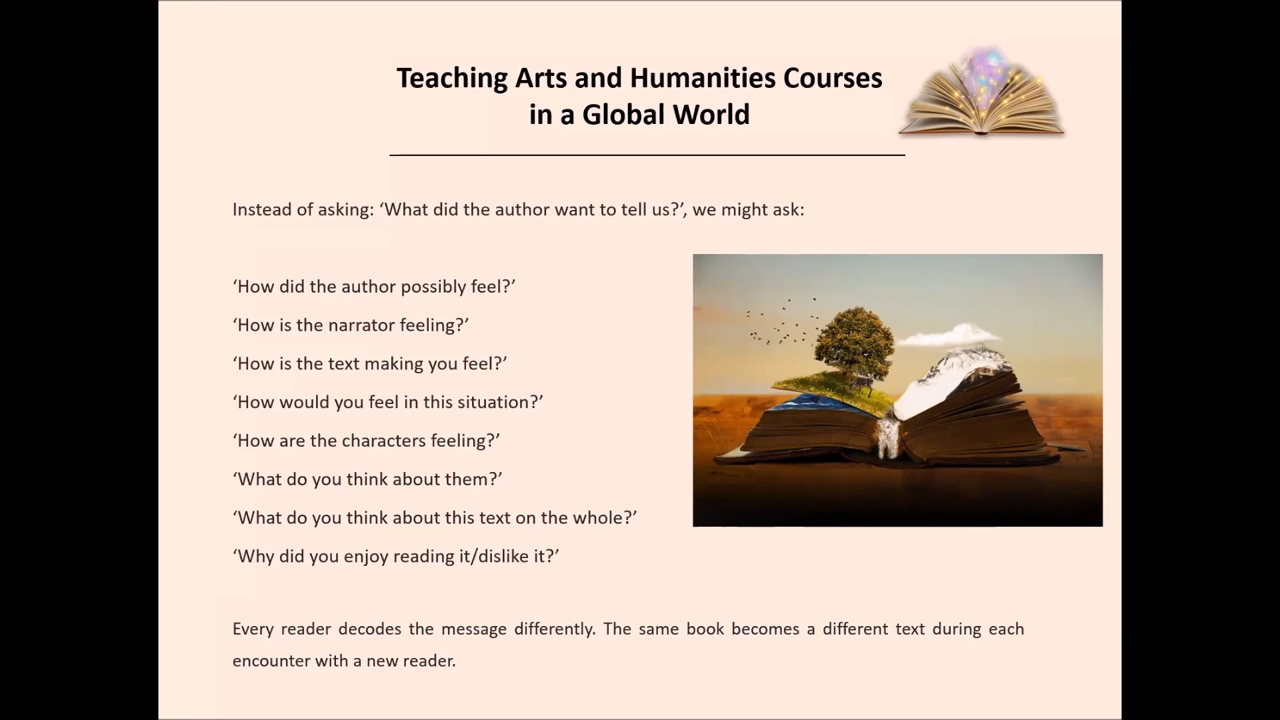 Teaching Arts and Humanities Courses
in a Global World
Instead of asking: ‘What did the author want to tell us?’, we might ask:
‘How did the author possibly feel?’
‘How is the narrator feeling?’
‘How is the text making you feel?’
‘How would you feel in this situation?’
‘How are the characters feeling?’
‘What do you think about them?’
‘What do you think about this text on the whole?’
‘Why did you enjoy reading it/dislike it?’
Every reader decodes the message differently. The same book becomes a different text during each
encounter with a new reader.